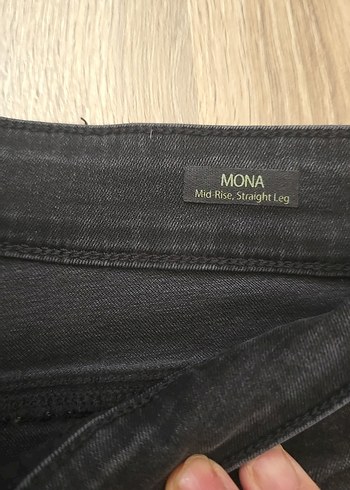 MONA
Mid-Rise, Straight Leg